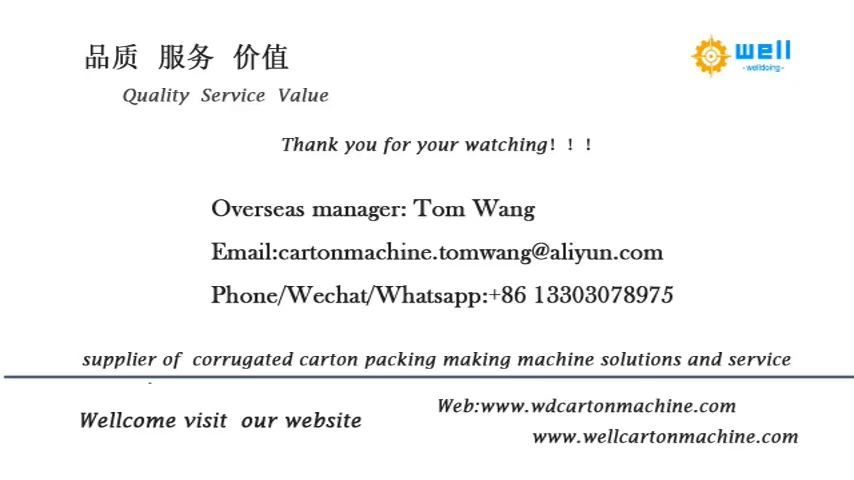 品质 服务 价值
well
-welldoing-
Quality Service Value
Thank you for your watching！！！
Overseas manager: Tom Wang
Email:cartonmachine.tomwang@aliyun.com
Phone/Wechat/Whatsapp:+86 13303078975
supplier of corrugated carton packing making machine solutions and service
Wellcome visit our website
Web:www.wdcartonmachine.com
www.wellcartonmachine.com